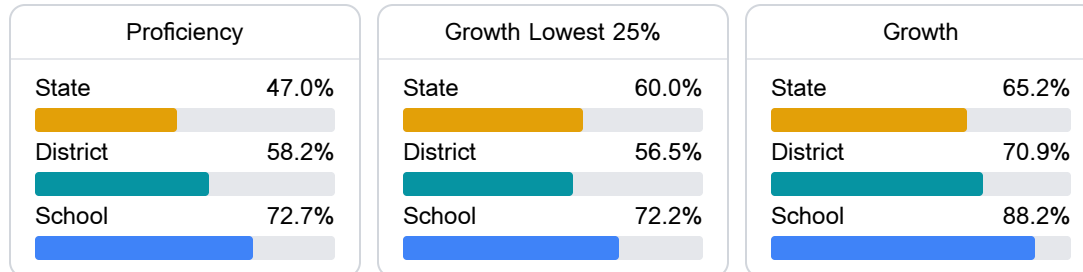 Proficiency
State 47.0%
District 58.2%
School 72.7%
Growth Lowest 25%
State 60.0%
District 56.5%
School 72.2%
Growth
State 65.2%
District 70.9%
School 88.2%